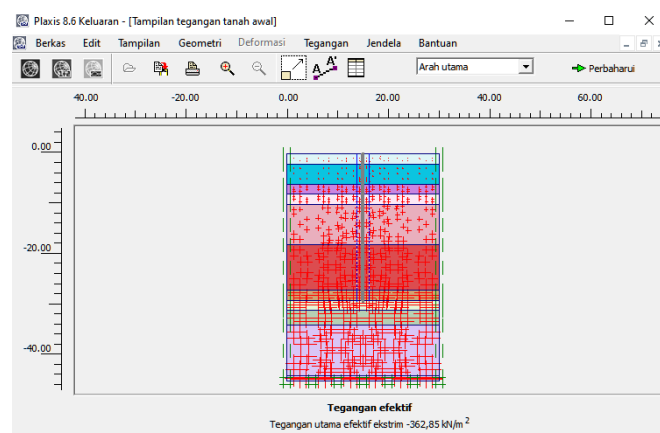 Plaxis 8.6 Keluaran - [Tampilan tegangan tanah awal]
Berkas Edit Tampilan Geometri Deformasi Tegangan Jendela Bantuan
A A* Arah utama Perbaharui
40.00 -20.00 0.00 20.00 40.00 60.00
0.00
-20.00
-40.00
Tegangan efektif
Tegangan utama efektif ekstrim -362,85 kN/m²